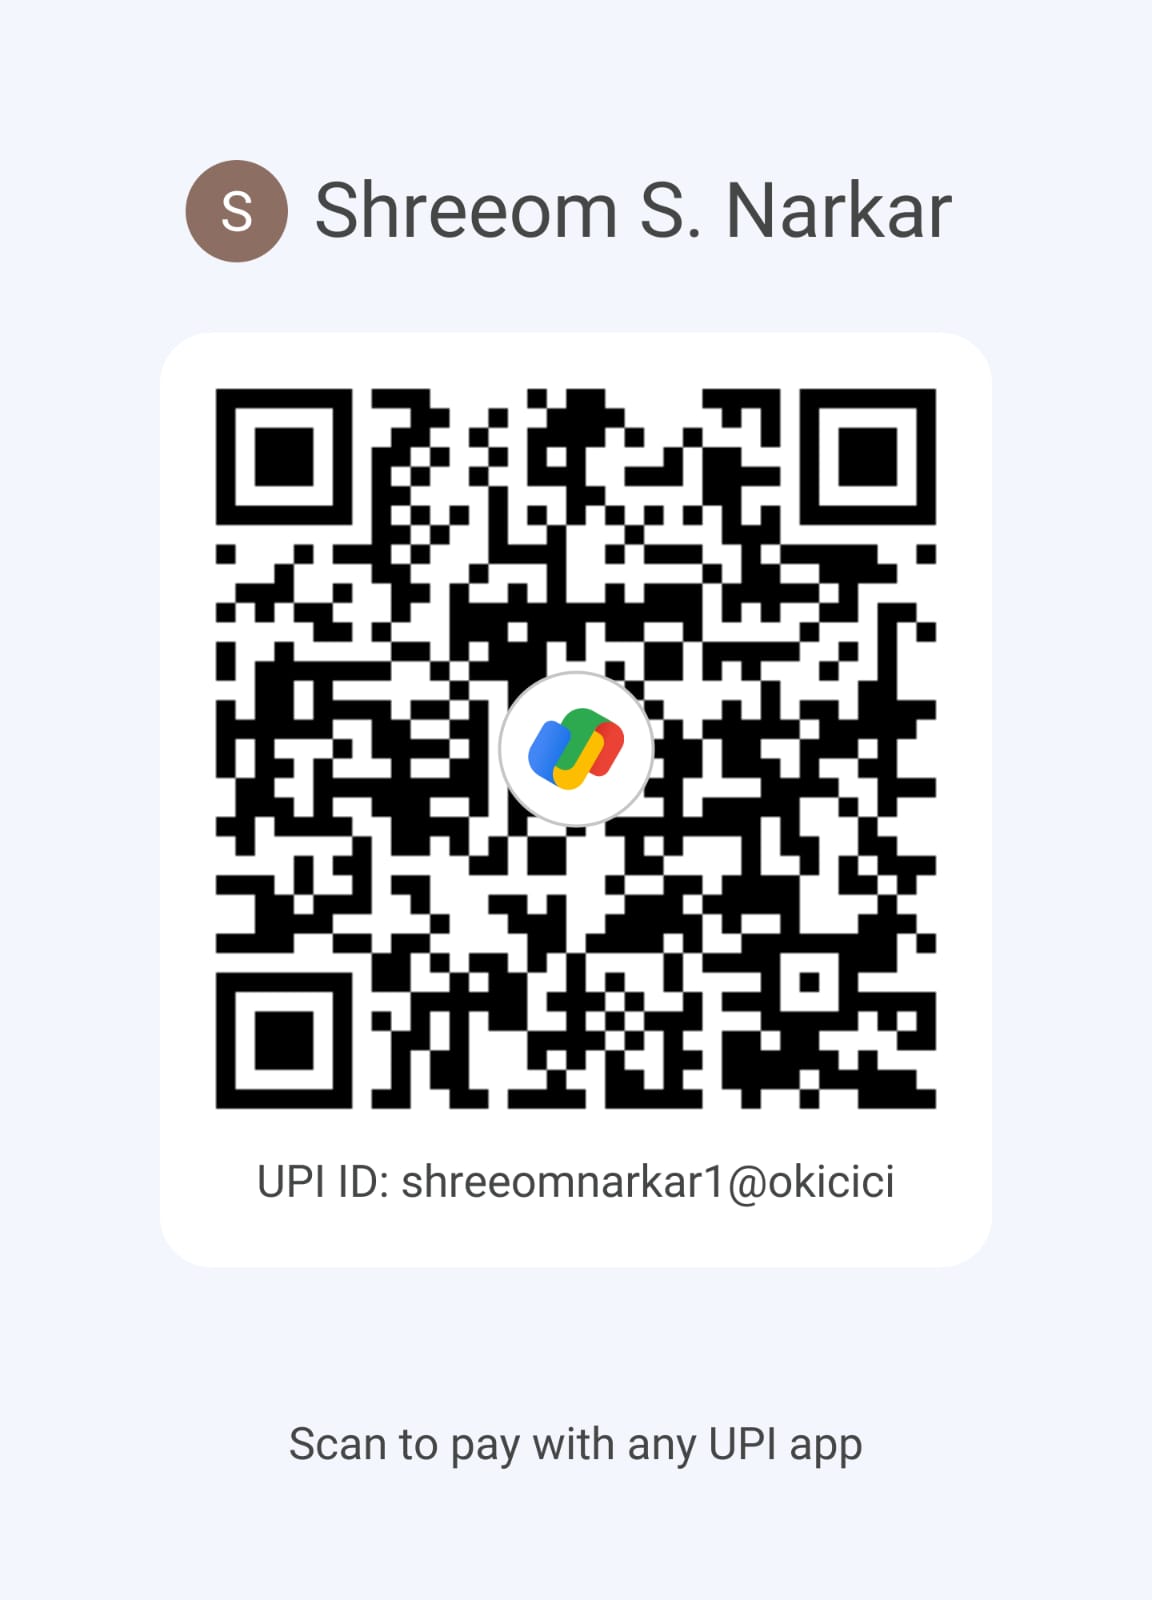 S Shreeom S. Narkar
UPI ID: shreeomnarkar1@okicici
Scan to pay with any UPI app